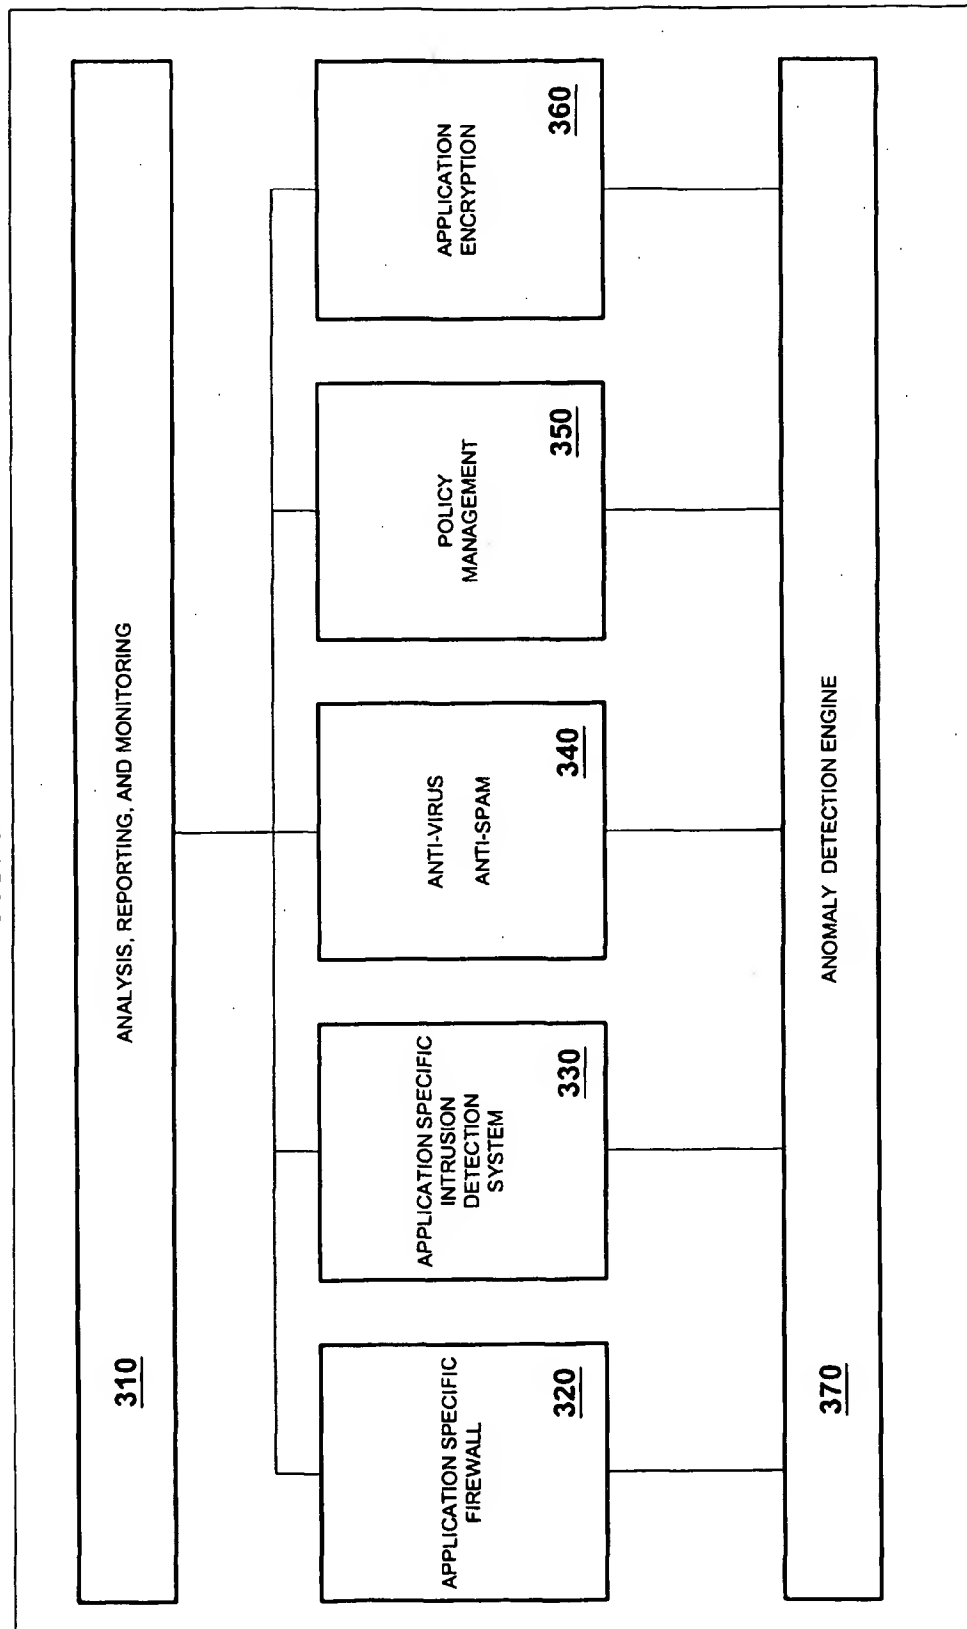 ANALYSIS, REPORTING, AND MONITORING
310
APPLICATION SPECIFIC
FIREWALL
320
APPLICATION SPECIFIC
INTRUSION
DETECTION
SYSTEM
330
ANTI-VIRUS
ANTI-SPAM
340
POLICY
MANAGEMENT
350
APPLICATION
ENCRYPTION
360
ANOMALY DETECTION ENGINE
370